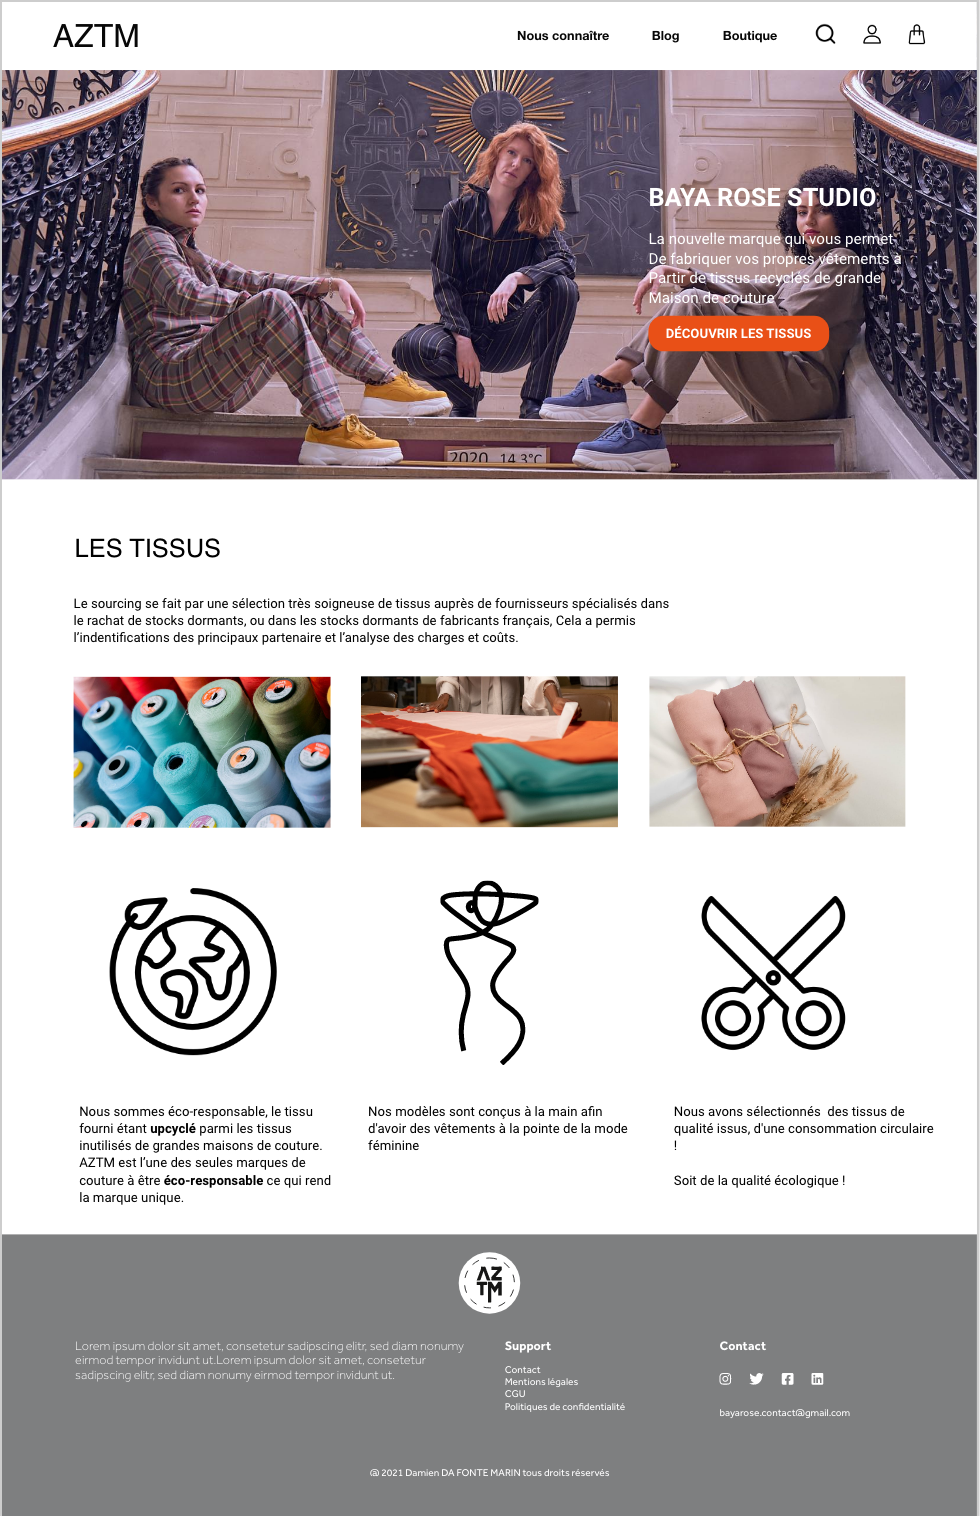 AZTM
Nous connaître Blog Boutique
BAYA ROSE STUDIO
La nouvelle marque qui vous permet
De fabriquer vos propres vêtements à
Partir de tissus recyclés de grande
Maison de couture
DÉCOUVRIR LES TISSUS
2020 14.3°C
LES TISSUS
Le sourcing se fait par une sélection très soigneuse de tissus auprès de fournisseurs spécialisés dans
le rachat de stocks dormants, ou dans les stocks dormants de fabricants français, Cela a permis
l’indentifications des principaux partenaire et l’analyse des charges et coûts.
Nous sommes éco-responsable, le tissu
fourni étant upcyclé parmi les tissus
inutilisés de grandes maisons de couture.
AZTM est l’une des seules marques de
couture à être éco-responsable ce qui rend
la marque unique.
Nos modèles sont conçus à la main afin
d'avoir des vêtements à la pointe de la mode
féminine
Nous avons sélectionnés  des tissus de
qualité issus, d'une consommation circulaire
!
Soit de la qualité écologique !
AZ
TM
Lorem ipsum dolor sit amet, consetetur sadipscing elitr, sed diam nonumy
eirmod tempor invidunt ut.Lorem ipsum dolor sit amet, consetetur
sadipscing elitr, sed diam nonumy eirmod tempor invidunt ut.
Support
Contact
Mentions légales
CGU
Politiques de confidentialité
Contact
bayarose.contact@gmail.com
@ 2021 Damien DA FONTE MARIN tous droits réservés